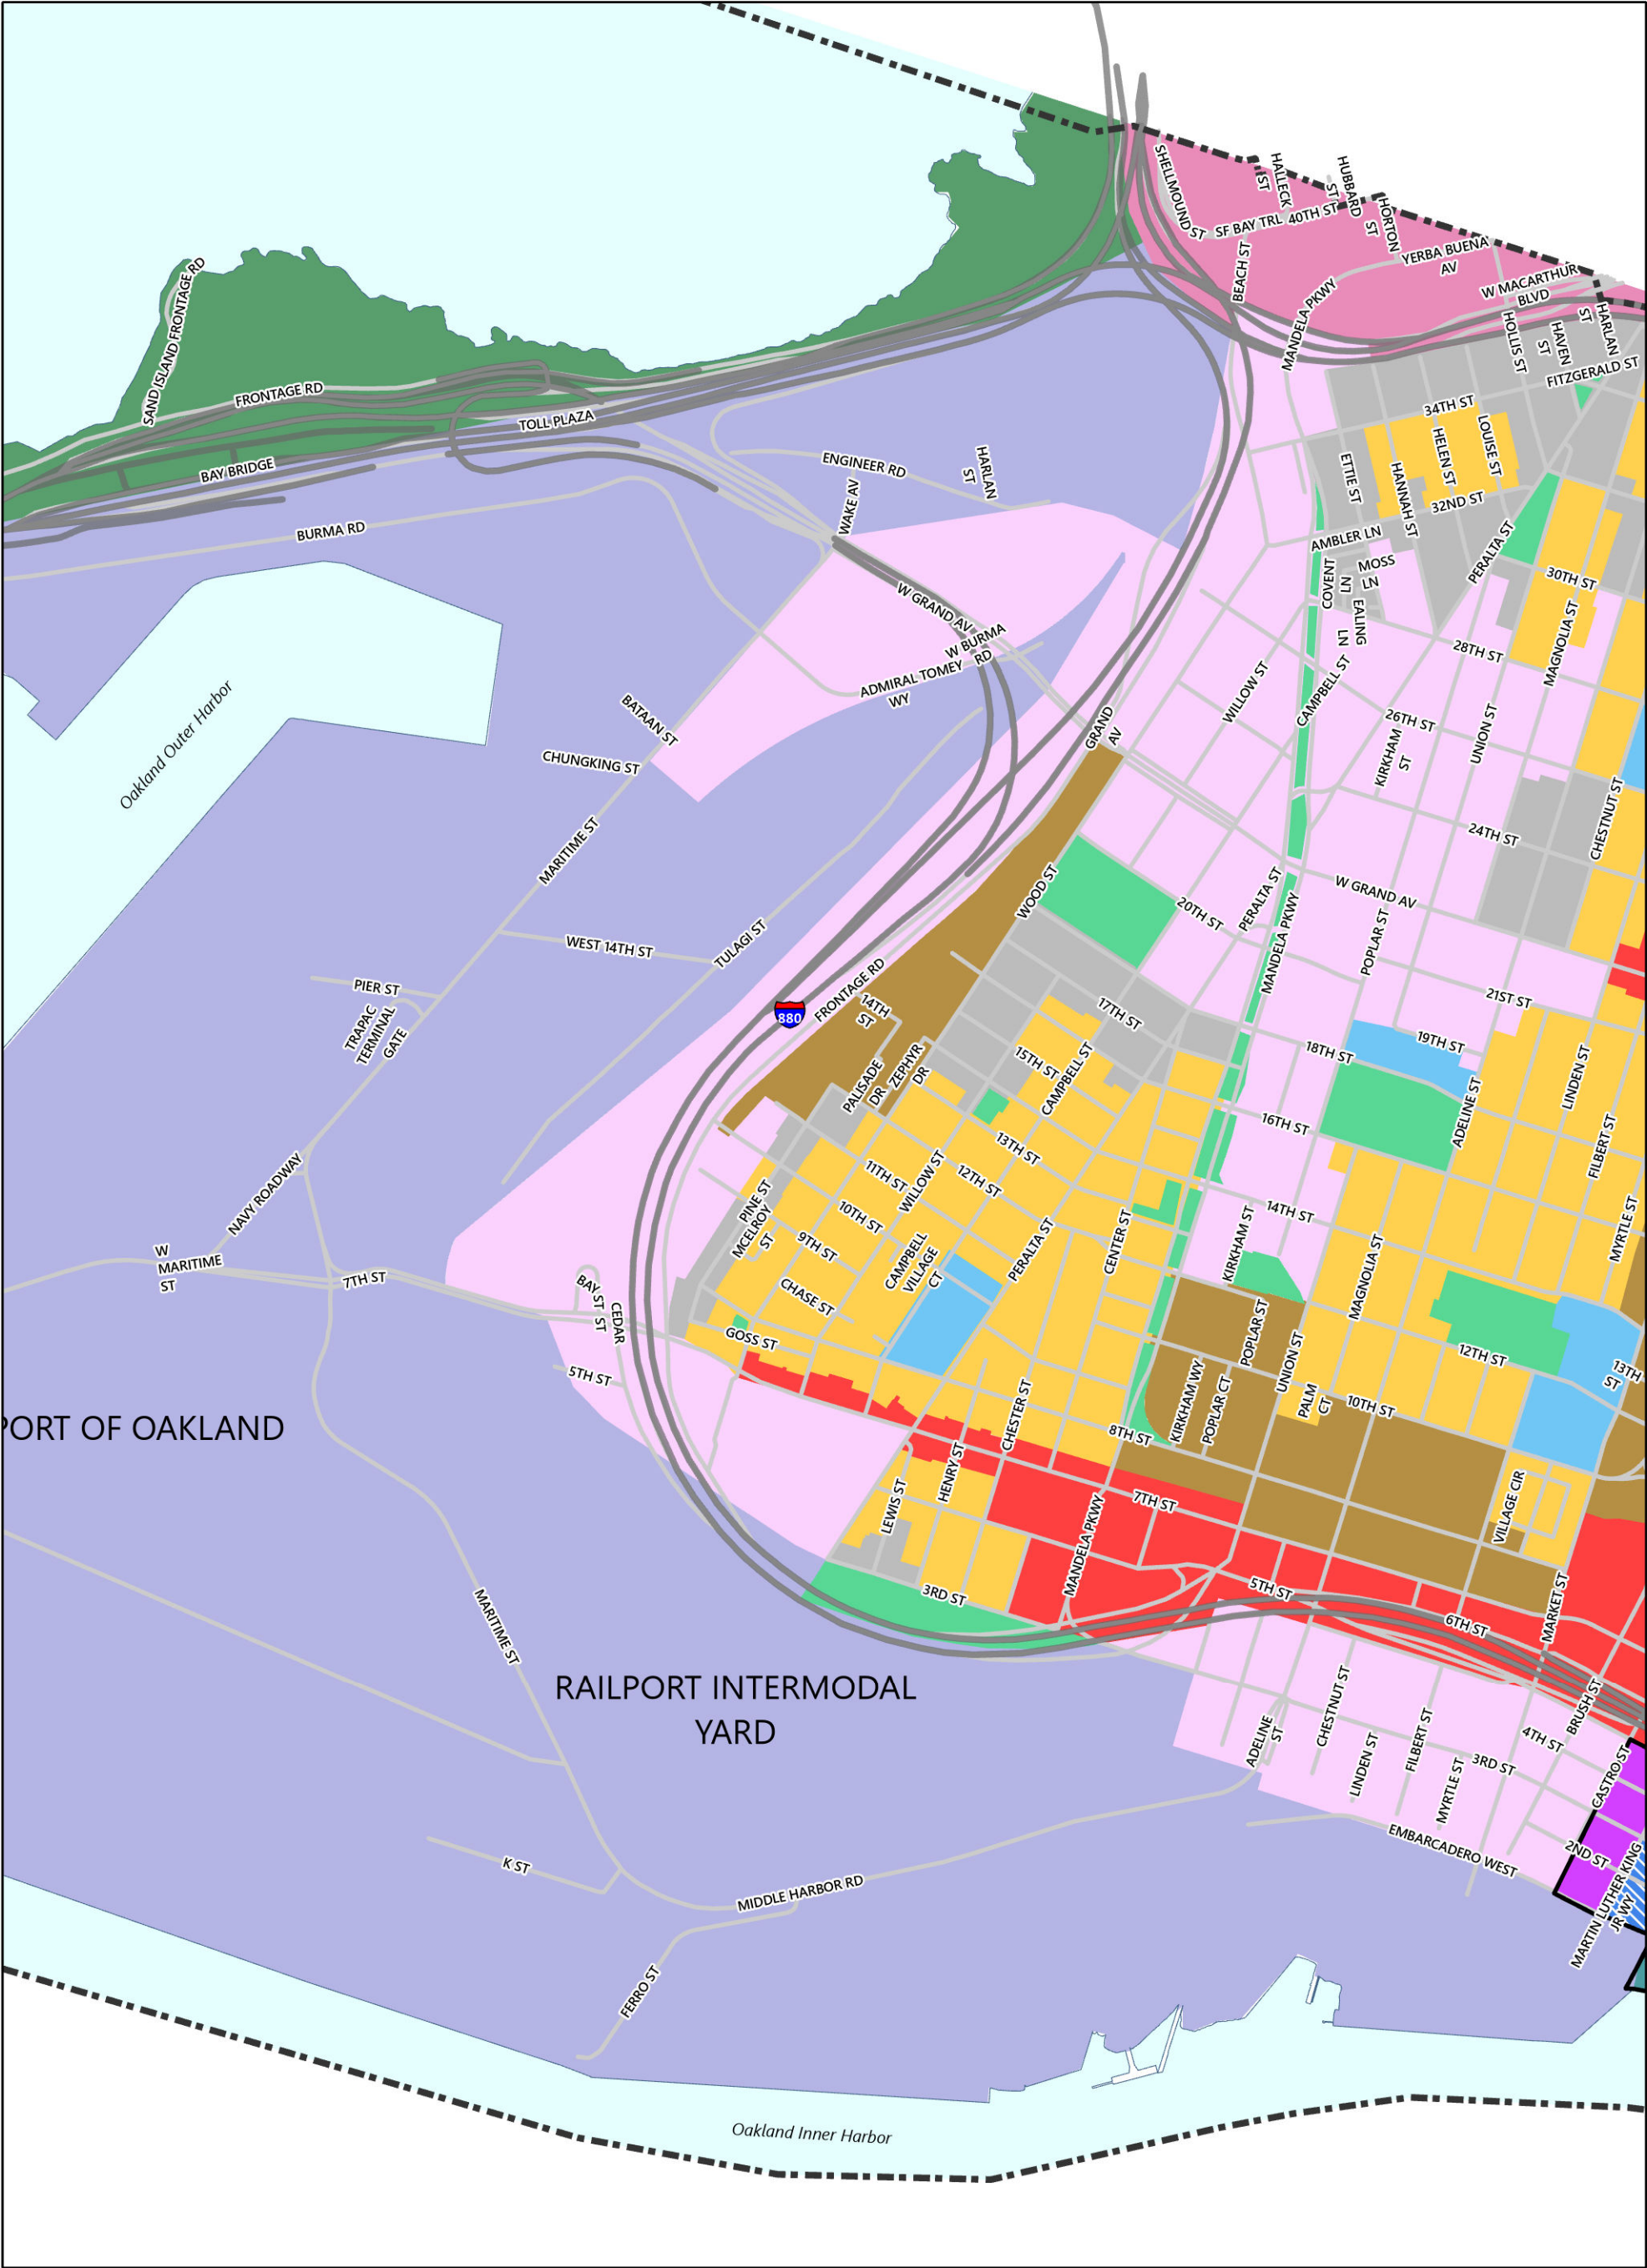 SHELLMOUND ST
HALLECK
ST
HUBBARD
ST
SF BAY TRL
40TH ST
HORTON
ST
YERBA BUENA
AV
BEACH ST
W MACARTHUR
BLVD
MANDELA PKWY
HOLLIS ST
HAVEN
ST
HARLAN
ST
FITZGERALD ST
SAND ISLAND FRONTAGE RD
FRONTAGE RD
TOLL PLAZA
BAY BRIDGE
BURMA RD
ENGINEER RD
HARLAN
ST
WAKE AV
34TH ST
LOUISE ST
HELEN ST
HANNAH ST
ETTIE ST
32ND ST
AMBLER LN
PERALTA ST
MOSS
LN
COVENT
LN
EALING
LN
30TH ST
MAGNOLIA ST
28TH ST
W GRAND AV
W BURMA
RD
ADMIRAL TOMEY
WY
BATAAN ST
CHUNGKING ST
Oakland Outer Harbor
MARITIME ST
GRAND
AV
WILLOW ST
CAMPBELL ST
26TH ST
KIRKHAM
ST
UNION ST
24TH ST
CHESTNUT ST
WOOD ST
20TH ST
PERALTA ST
MANDELA PKWY
W GRAND AV
POPLAR ST
21ST ST
WEST 14TH ST
TULAGI ST
PIER ST
TRAPAC
TERMINAL
GATE
880
FRONTAGE RD
14TH
ST
17TH ST
15TH ST
CAMPBELL ST
PALISADE
DR
ZEPHYR
DR
18TH ST
19TH ST
LINDEN ST
ADELINE ST
FILBERT ST
16TH ST
13TH ST
12TH ST
11TH ST
WILLOW ST
10TH ST
9TH ST
PINE ST
MCELROY
ST
CHASE ST
CAMPBELL
VILLAGE
CT
PERALTA ST
CENTER ST
14TH ST
KIRKHAM ST
MAGNOLIA ST
MYRTLE ST
NAVY ROADWAY
W
MARITIME
ST
7TH ST
BAY ST
ST
CEDAR
GOSS ST
5TH ST
POPLAR ST
UNION ST
12TH ST
13TH
ST
KIRKHAM WY
POPLAR CT
PALM
CT
10TH ST
8TH ST
CHESTER ST
HENRY ST
LEWIS ST
7TH ST
MANDELA PKWY
VILLAGE CIR
PORT OF OAKLAND
3RD ST
5TH ST
6TH ST
MARKET ST
MARITIME ST
RAILPORT INTERMODAL
YARD
BRUSH ST
CHESTNUT ST
ADELINE
ST
LINDEN ST
FILBERT ST
MYRTLE ST
3RD ST
4TH ST
CASTRO ST
2ND ST
EMBARCADERO WEST
MARTIN LUTHER KING
JR WY
K ST
MIDDLE HARBOR RD
FERRO ST
Oakland Inner Harbor